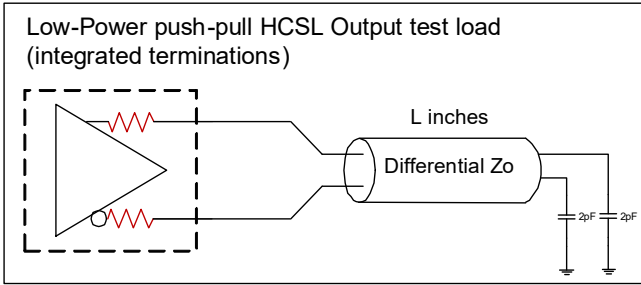 Low-Power push-pull HCSL Output test load
(integrated terminations)
L inches
Differential Zo
2pF
2pF